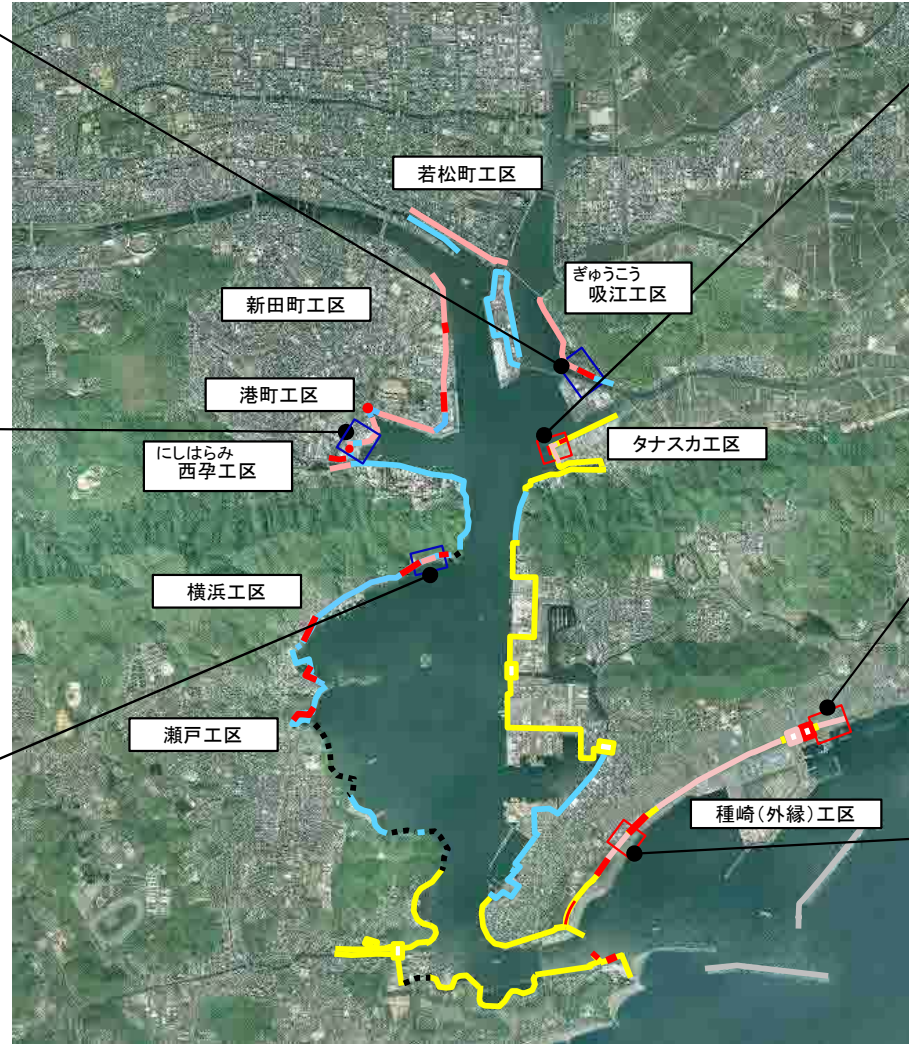 若松町工区
ぎゅうこう
吸江工区
新田町工区
港町工区
にしはらみ
西孕工区
タナスカ工区
横浜工区
瀬戸工区
種崎(外縁)工区